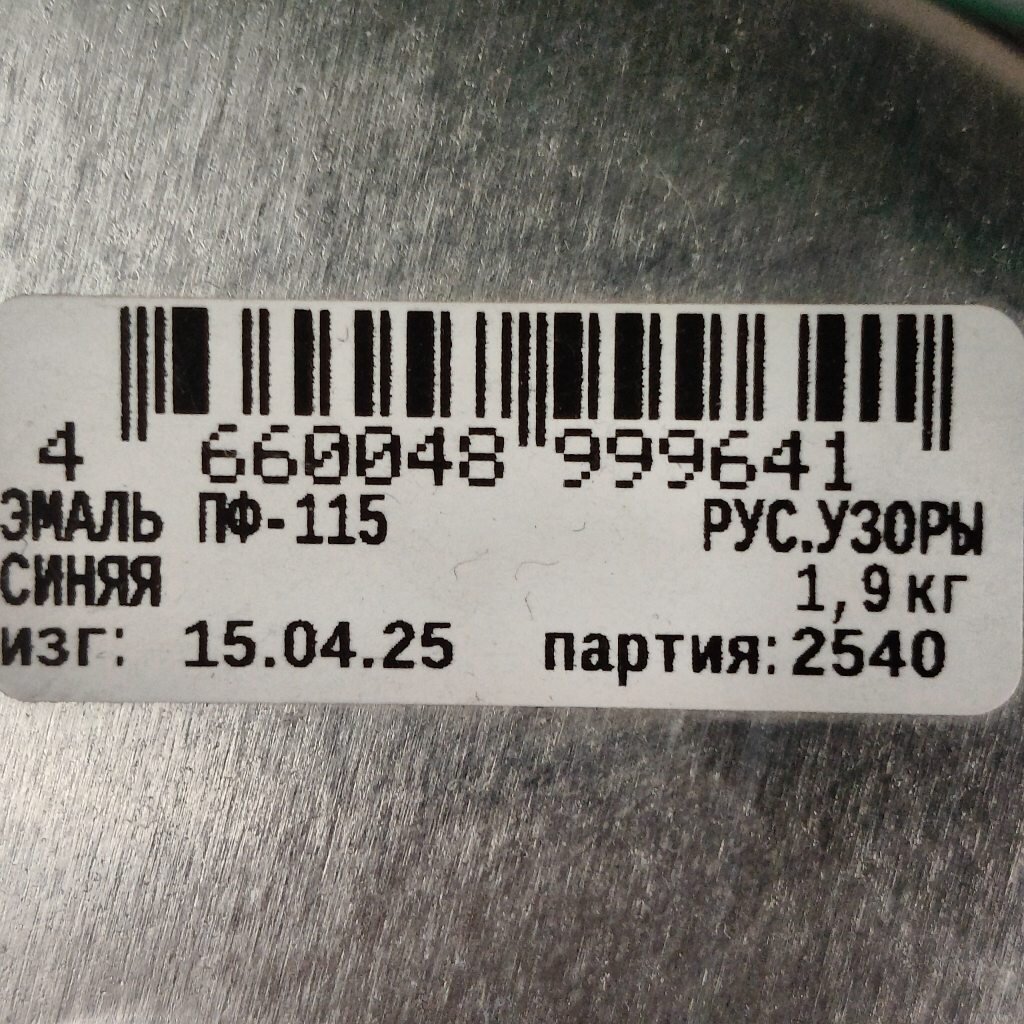 4 660048 999641
ЭМАЛЬ ПФ-115 РУС.УЗОРЫ
СИНЯЯ 1,9 кг
изг: 15.04.25 партия: 2540